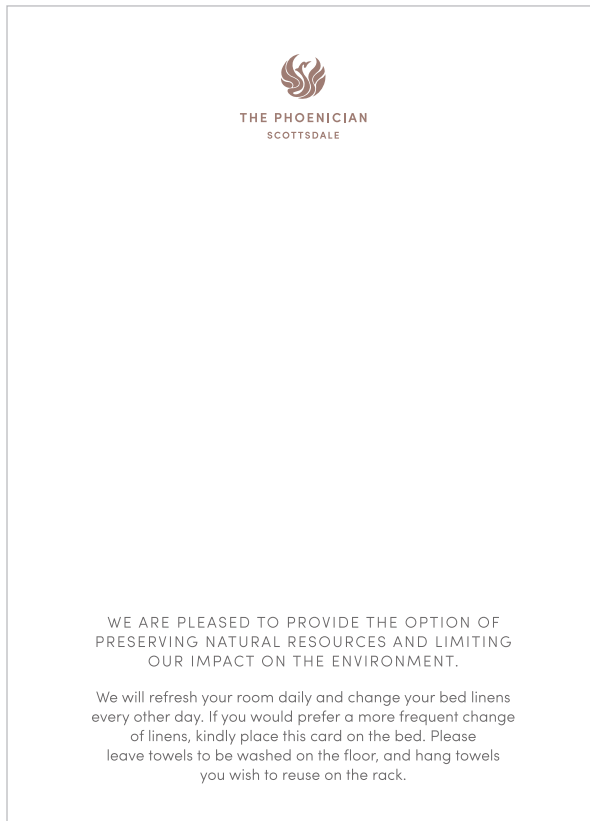 THE PHOENICIAN
SCOTTSDALE
WE ARE PLEASED TO PROVIDE THE OPTION OF
PRESERVING NATURAL RESOURCES AND LIMITING
OUR IMPACT ON THE ENVIRONMENT.
We will refresh your room daily and change your bed linens
every other day. If you would prefer a more frequent change
of linens, kindly place this card on the bed. Please
leave towels to be washed on the floor, and hang towels
you wish to reuse on the rack.